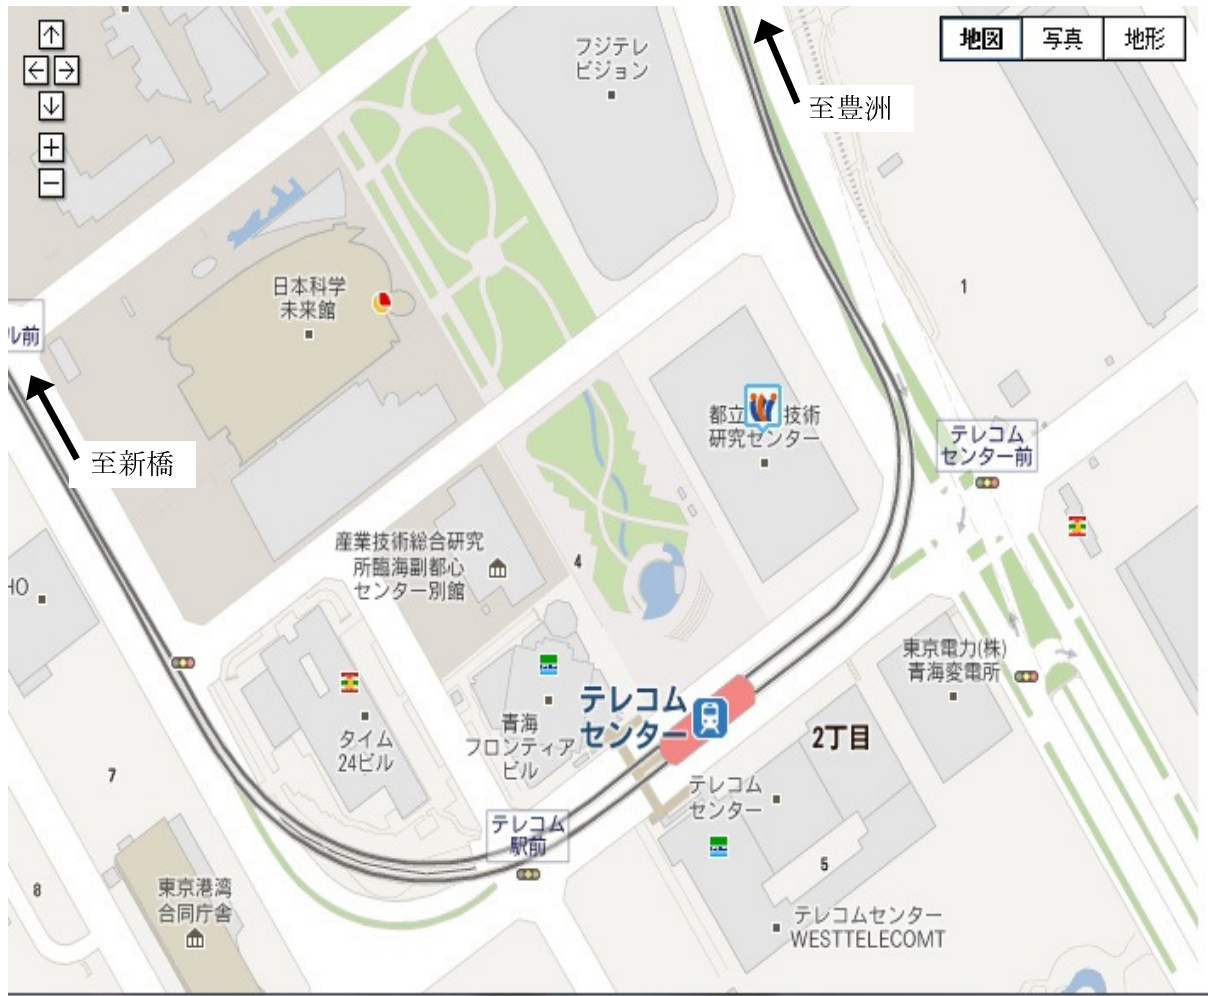 地図
写真
地形
フジテレ
ビジョン
至豊洲
日本科学
未来館
1
ル前
至新橋
都立
技術
研究センター
テレコム
センター前
産業技術総合研究
所臨海副都心
センター別館
4
HO
東京電力(株)
青海変電所
テレコム
センター
2丁目
青海
フロンティア
ビル
タイム
24ビル
7
テレコム
センター
テレコム
駅前
5
8
東京港湾
合同庁舎
テレコムセンター
WESTTELECOMT